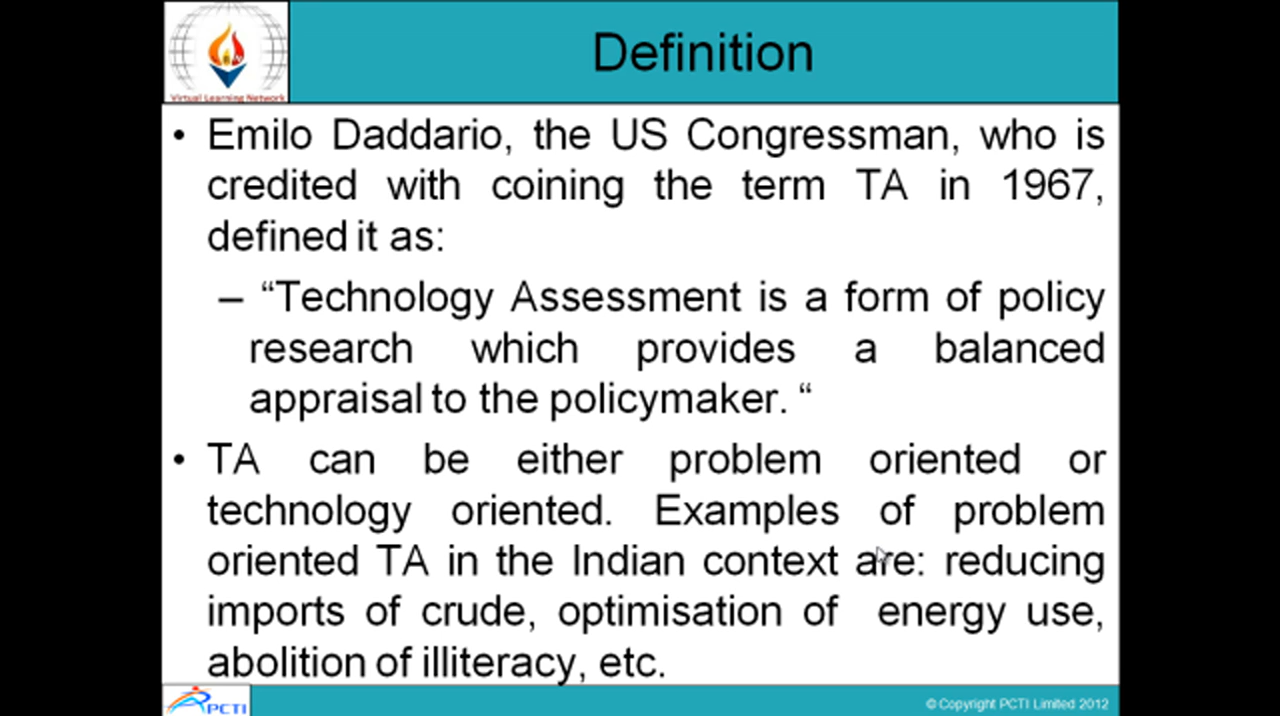 Virtual Learning Network
Definition
• Emilo Daddario, the US Congressman, who is
credited with coining the term TA in 1967,
defined it as:
– “Technology Assessment is a form of policy
research which provides a balanced
appraisal to the policymaker. “
• TA can be either problem oriented or
technology oriented. Examples of problem
oriented TA in the Indian context are: reducing
imports of crude, optimisation of energy use,
abolition of illiteracy, etc.
PCTI
© Copyright PCTI Limited 2012